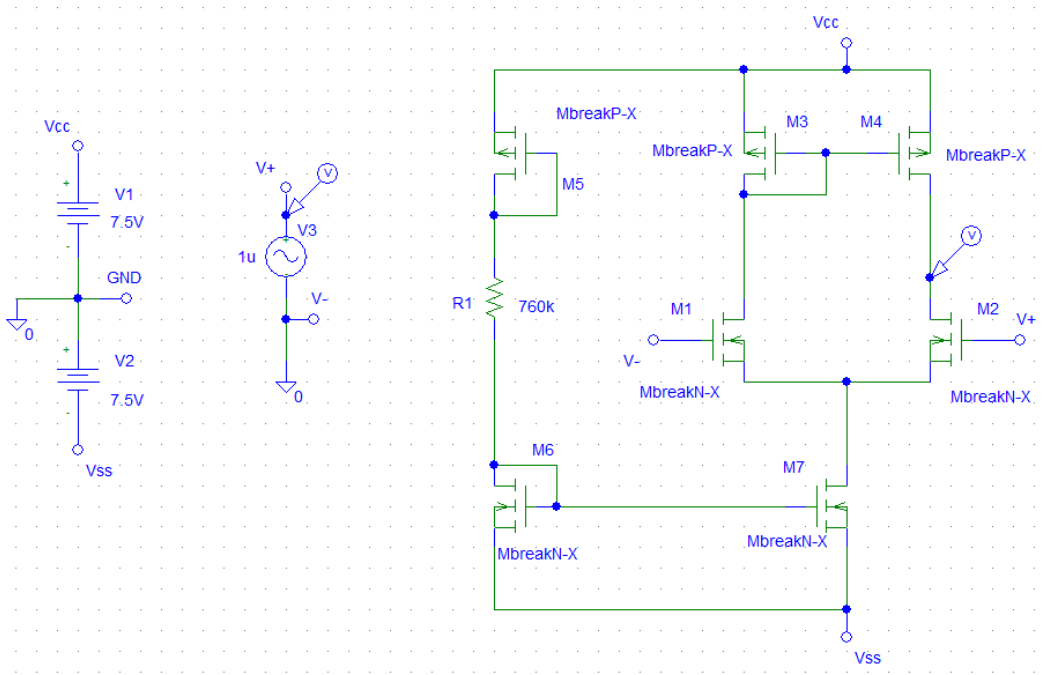 Vcc
MbreakP-X
M3
M4
MbreakP-X
MbreakP-X
M5
Vcc
+
V1
7.5V
-
V+
V
V3
+
1u
-
V-
0
GND
0
+
V2
7.5V
-
Vss
R1
760k
V
M1
M2
V+
V-
MbreakN-X
MbreakN-X
M6
M7
MbreakN-X
MbreakN-X
Vss